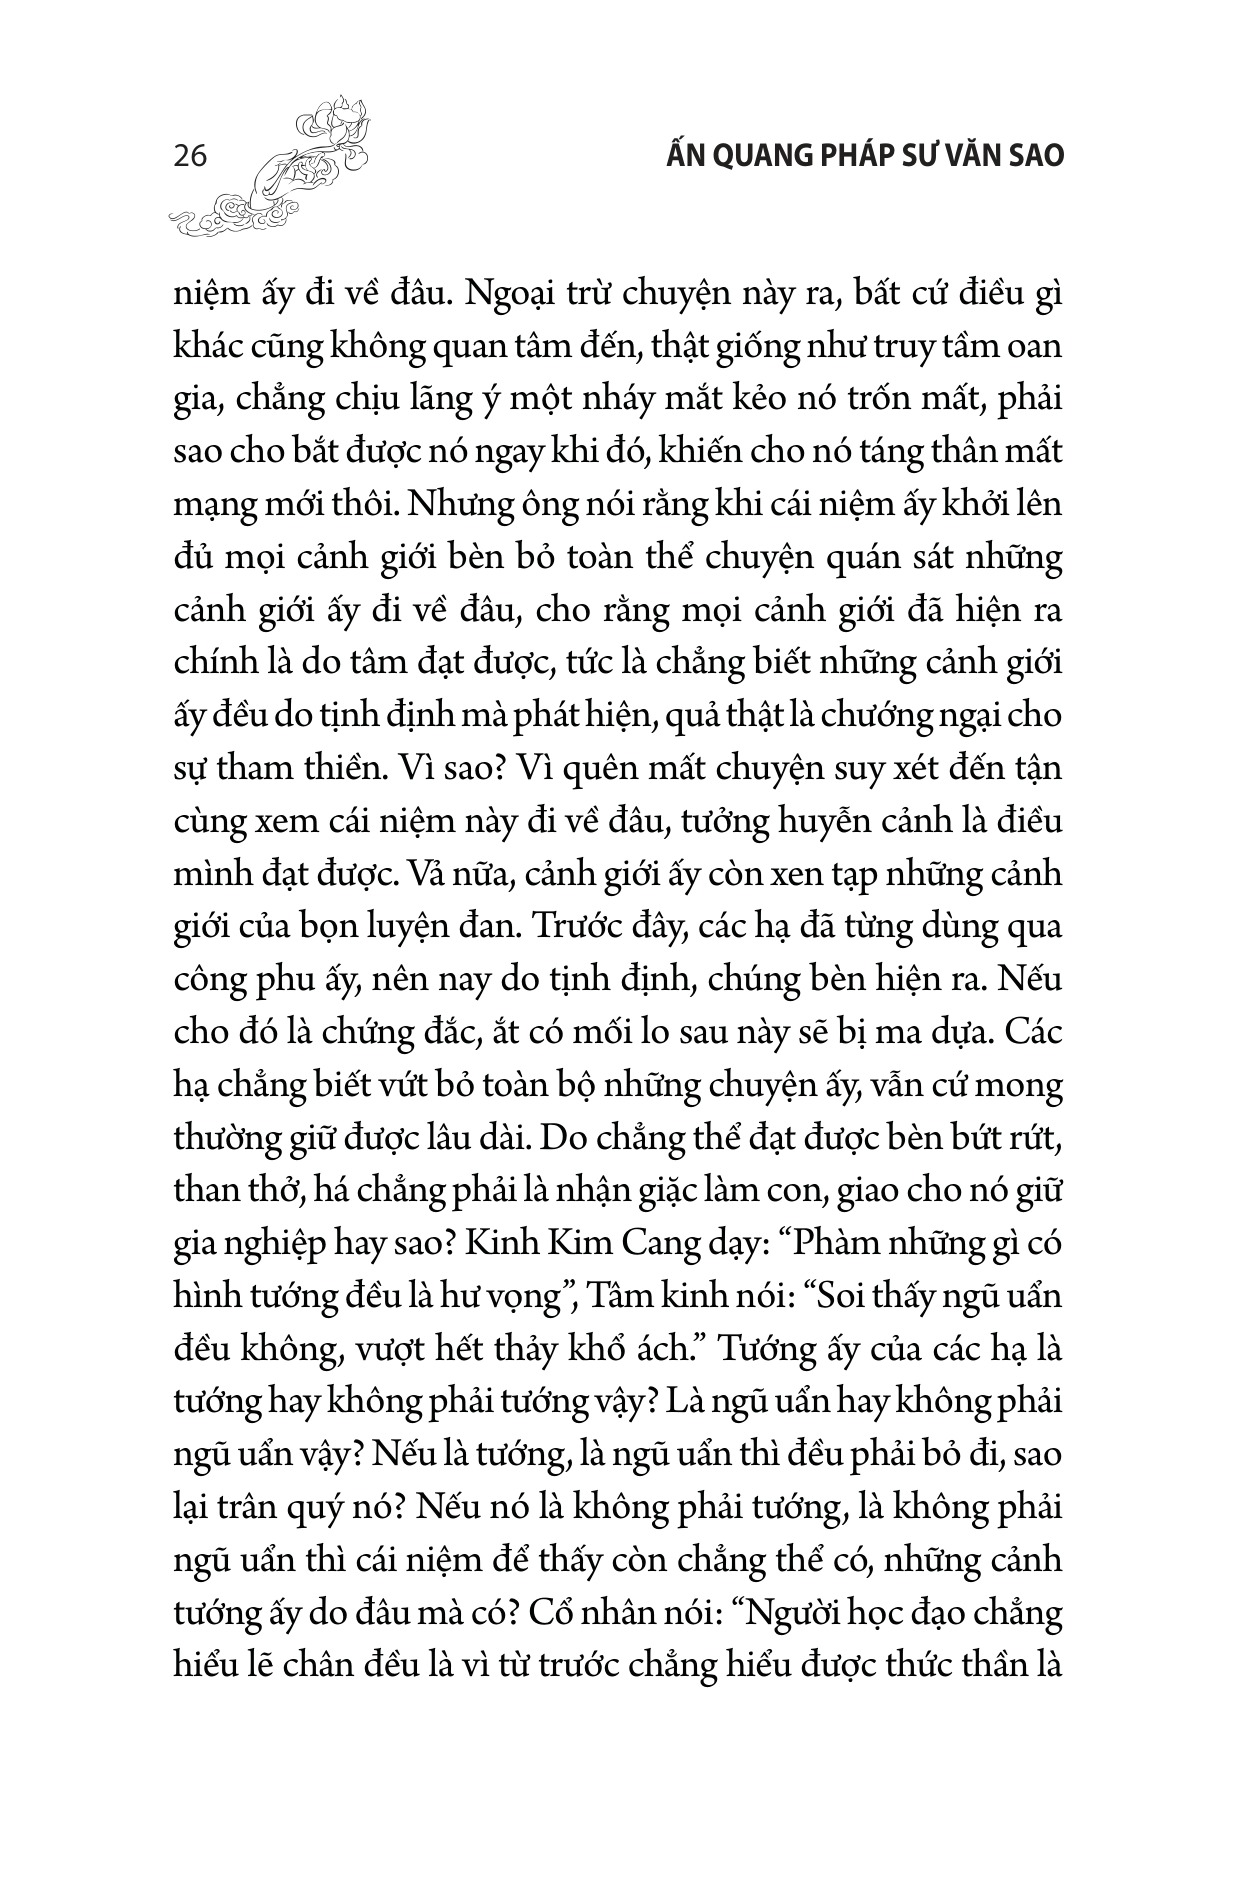 26
ẤN QUANG PHÁP SƯ VĂN SAO
niệm ấy đi về đâu. Ngoại trừ chuyện này ra, bất cứ điều gì
khác cũng không quan tâm đến, thật giống như truy tầm oan
gia, chẳng chịu lãng ý một nháy mắt kẻo nó trốn mất, phải
sao cho bắt được nó ngay khi đó, khiến cho nó táng thân mất
mạng mới thôi. Nhưng ông nói rằng khi cái niệm ấy khởi lên
đủ mọi cảnh giới bèn bỏ toàn thể chuyện quán sát những
cảnh giới ấy đi về đâu, cho rằng mọi cảnh giới đã hiện ra
chính là do tâm đạt được, tức là chẳng biết những cảnh giới
ấy đều do tịnh định mà phát hiện, quả thật là chướng ngại cho
sự tham thiền. Vì sao? Vì quên mất chuyện suy xét đến tận
cùng xem cái niệm này đi về đâu, tưởng huyễn cảnh là điều
mình đạt được. Vả nữa, cảnh giới ấy còn xen tạp những cảnh
giới của bọn luyện đan. Trước đây, các hạ đã từng dùng qua
công phu ấy, nên nay do tịnh định, chúng bèn hiện ra. Nếu
cho đó là chứng đắc, ắt có mối lo sau này sẽ bị ma dựa. Các
hạ chẳng biết vứt bỏ toàn bộ những chuyện ấy, vẫn cứ mong
thường giữ được lâu dài. Do chẳng thể đạt được bèn bứt rứt,
than thở, há chẳng phải là nhận giặc làm con, giao cho nó giữ
gia nghiệp hay sao? Kinh Kim Cang dạy: “Phàm những gì có
hình tướng đều là hư vọng”, Tâm kinh nói: “Soi thấy ngũ uẩn
đều không, vượt hết thảy khổ ách.” Tướng ấy của các hạ là
tướng hay không phải tướng vậy? Là ngũ uẩn hay không phải
ngũ uẩn vậy? Nếu là tướng, là ngũ uẩn thì đều phải bỏ đi, sao
lại trân quý nó? Nếu nó là không phải tướng, là không phải
ngũ uẩn thì cái niệm để thấy còn chẳng thể có, những cảnh
tướng ấy do đâu mà có? Cổ nhân nói: “Người học đạo chẳng
hiểu lẽ chân đều là vì từ trước chẳng hiểu được thức thần là